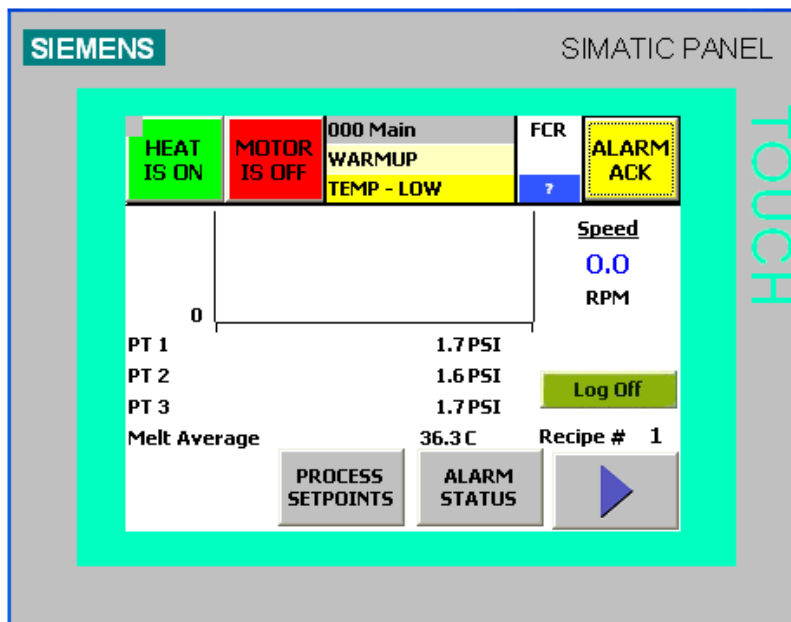 SIEMENS
SIMATIC PANEL
TOUCH
HEAT
IS ON
MOTOR
IS OFF
000 Main
WARMUP
TEMP - LOW
FCR
?
ALARM
ACK
Speed
0.0
RPM
0
PT 1 1.7 PSI
PT 2 1.6 PSI
PT 3 1.7 PSI
Log Off
Melt Average 36.3 C
Recipe # 1
PROCESS
SETPOINTS
ALARM
STATUS